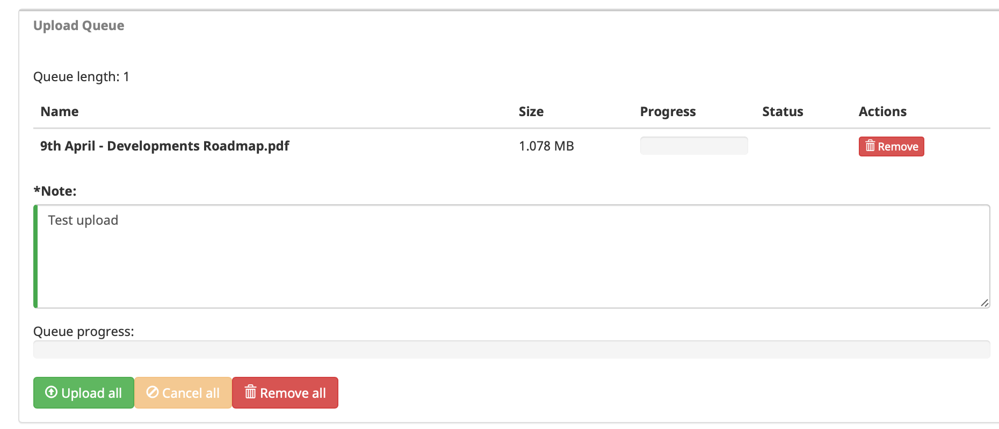 Upload Queue
Queue length: 1
Name Size Progress Status Actions
9th April - Developments Roadmap.pdf 1.078 MB Remove
*Note:
Test upload
Queue progress:
Upload all Cancel all Remove all